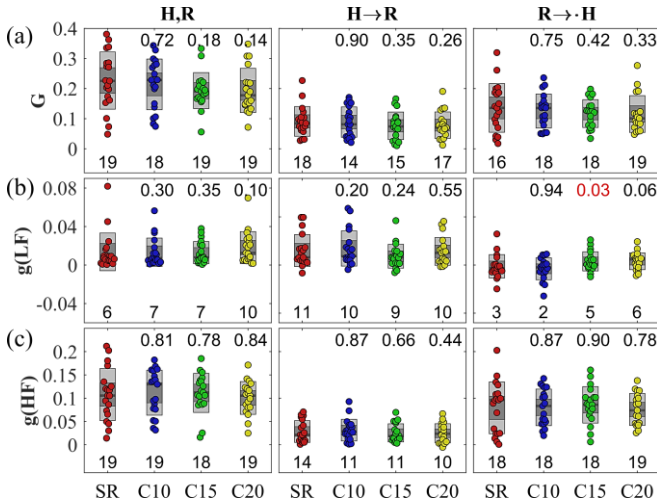 H,R H→R R→·H
(a) 0.72 0.18 0.14 0.90 0.35 0.26 0.75 0.42 0.33
0.4
0.3
G 0.2
0.1
0
19 18 19 19 18 14 15 17 16 18 18 19
(b) 0.30 0.35 0.10 0.20 0.24 0.55 0.94 0.03 0.06
0.08
0.04
g(LF)
0
-0.04
6 7 7 10 11 10 9 10 3 2 5 6
(c) 0.81 0.78 0.84 0.87 0.66 0.44 0.87 0.90 0.78
0.2
0.15
g(HF) 0.1
0.05
0
19 19 18 19 14 11 11 10 18 18 19 19
SR C10 C15 C20 SR C10 C15 C20 SR C10 C15 C20